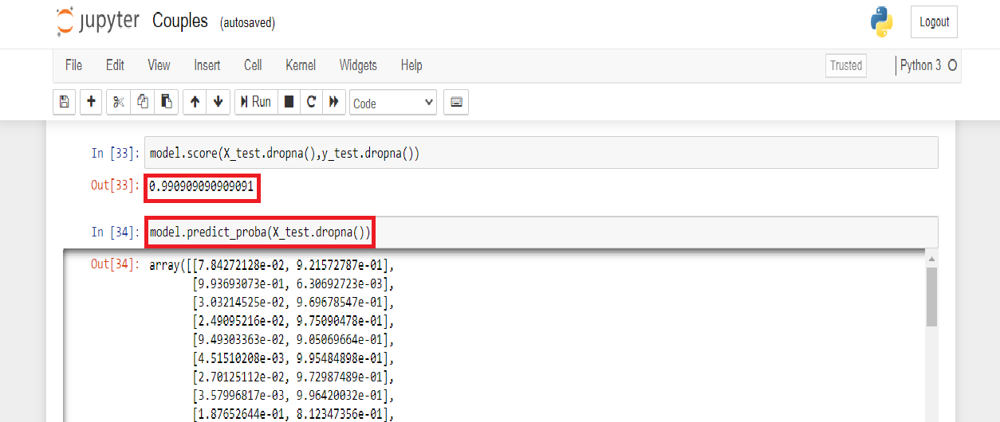 jupyter Couples (autosaved) Logout
File Edit View Insert Cell Kernel Widgets Help Trusted Python 3
Run Code
In [33]: model.score(X_test.dropna(),y_test.dropna())
Out[33]: 0.990909090909091
In [34]: model.predict_proba(X_test.dropna())
Out[34]: array([[7.84272128e-02, 9.21572787e-01],
[9.93693073e-01, 6.30692723e-03],
[3.03214525e-02, 9.69678547e-01],
[2.49095216e-02, 9.75090478e-01],
[9.49303363e-02, 9.05069664e-01],
[4.51510208e-03, 9.95484898e-01],
[2.70125112e-02, 9.72987489e-01],
[3.57996817e-03, 9.96420032e-01],
[1.87652644e-01, 8.12347356e-01],